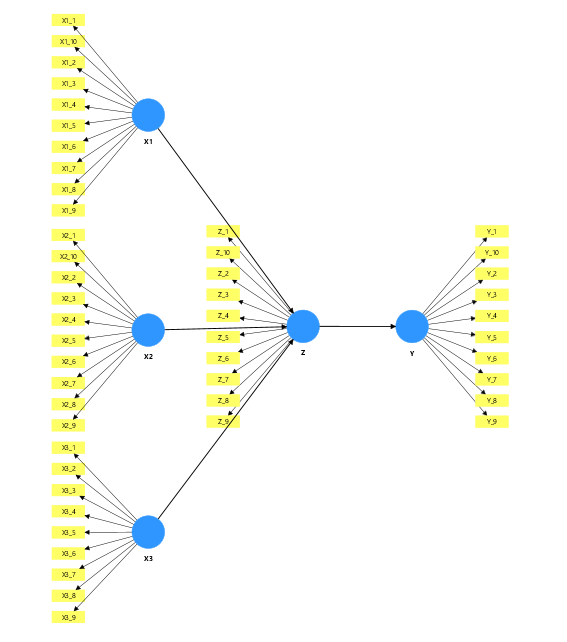 X1_1
X1_10
X1_2
X1_3
X1_4
X1_5
X1_6
X1_7
X1_8
X1_9
X1
X2_1
X2_10
X2_2
X2_3
X2_4
X2_5
X2_6
X2_7
X2_8
X2_9
X2
X3_1
X3_2
X3_3
X3_4
X3_5
X3_6
X3_7
X3_8
X3_9
X3
Z_1
Z_10
Z_2
Z_3
Z_4
Z_5
Z_6
Z_7
Z_8
Z_9
Z
Y_1
Y_10
Y_2
Y_3
Y_4
Y_5
Y_6
Y_7
Y_8
Y_9
Y